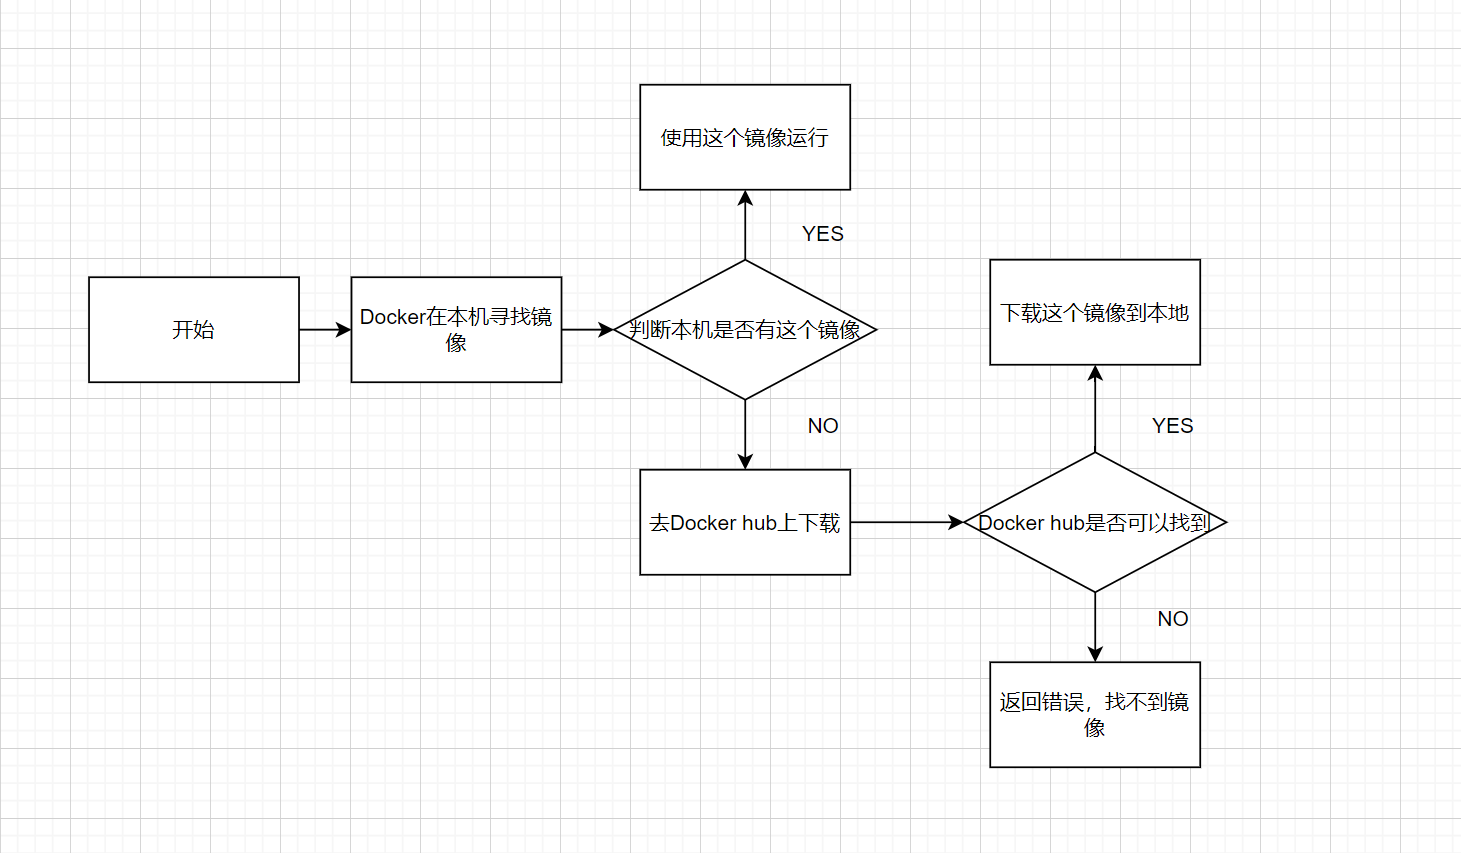 使用这个镜像运行
YES
开始
Docker在本机寻找镜
像
判断本机是否有这个镜像
下载这个镜像到本地
NO
YES
去Docker hub上下载
Docker hub是否可以找到
NO
返回错误，找不到镜
像